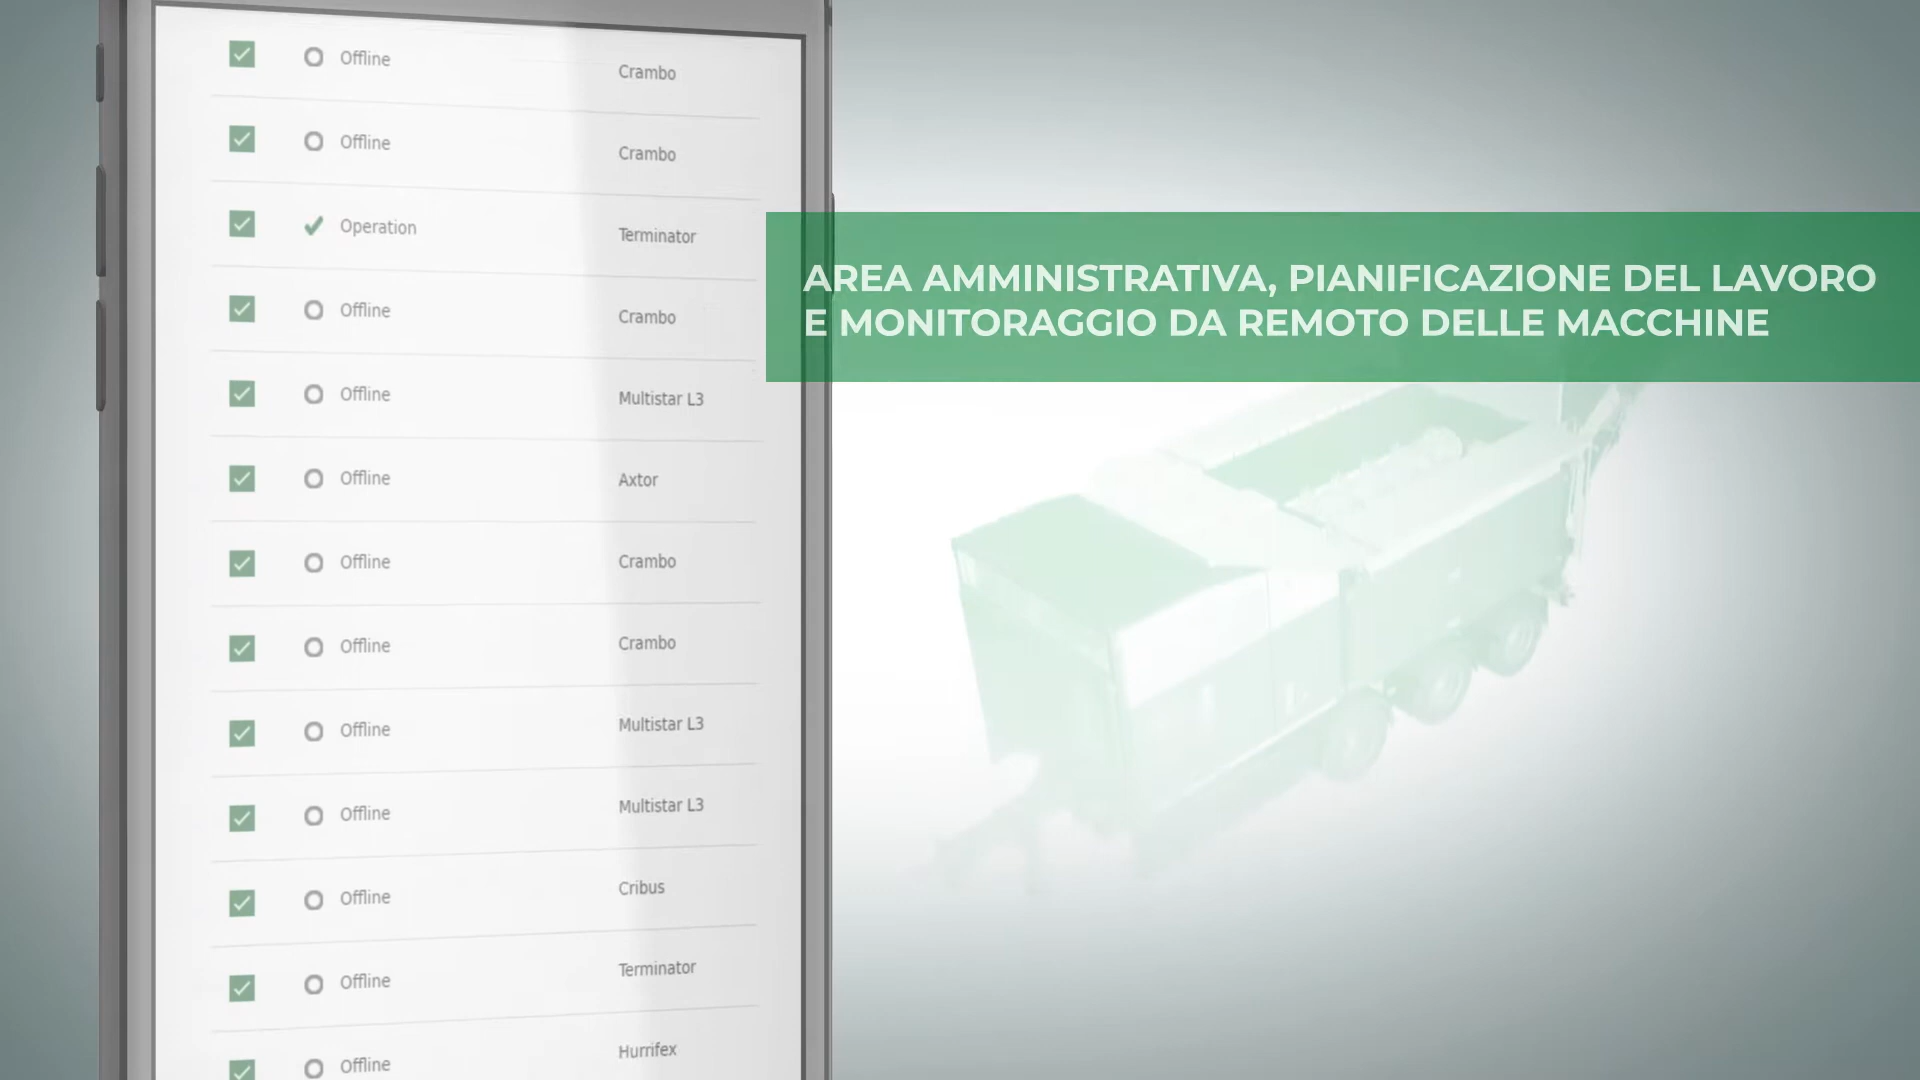 Offline Crambo
Offline Crambo
Operation Terminator
Offline Crambo
Offline Multistar L3
Offline Axtor
Offline Crambo
Offline Crambo
Offline Multistar L3
Offline Multistar L3
Offline Cribus
Offline Terminator
Offline Hurrifex
AREA AMMINISTRATIVA, PIANIFICAZIONE DEL LAVORO
E MONITORAGGIO DA REMOTO DELLE MACCHINE